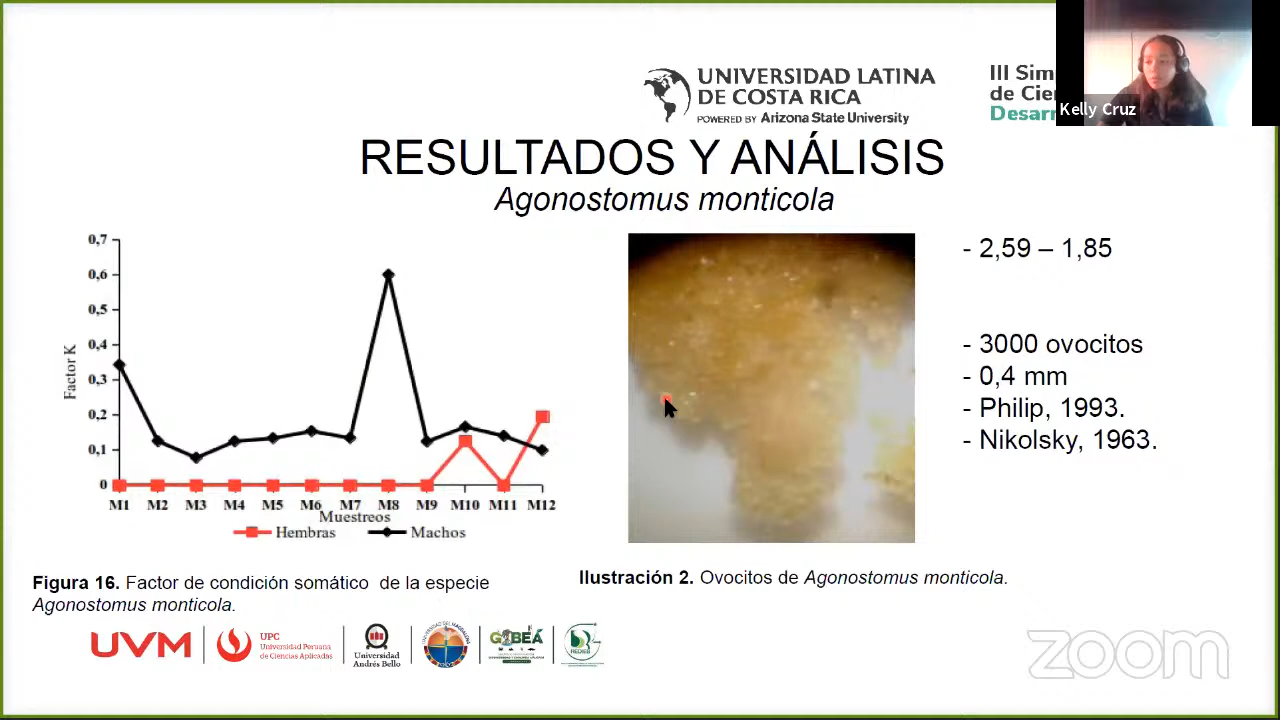 UNIVERSIDAD LATINA
DE COSTA RICA
POWERED BY Arizona State University
III Sim
de Cie
Desarr
Kelly Cruz
RESULTADOS Y ANÁLISIS
Agonostomus monticola
0,7
0,6
0,5
0,4
0,3
0,2
0,1
0
Factor K
M1 M2 M3 M4 M5 M6 M7 M8 M9 M10 M11 M12
Muestreos
Hembras Machos
- 2,59 – 1,85
- 3000 ovocitos
- 0,4 mm
- Philip, 1993.
- Nikolsky, 1963.
Figura 16. Factor de condición somático de la especie
Agonostomus monticola.
Ilustración 2. Ovocitos de Agonostomus monticola.
UVM
UPC
Universidad Peruana
de Ciencias Aplicadas
Universidad
Andrés Bello
zoom